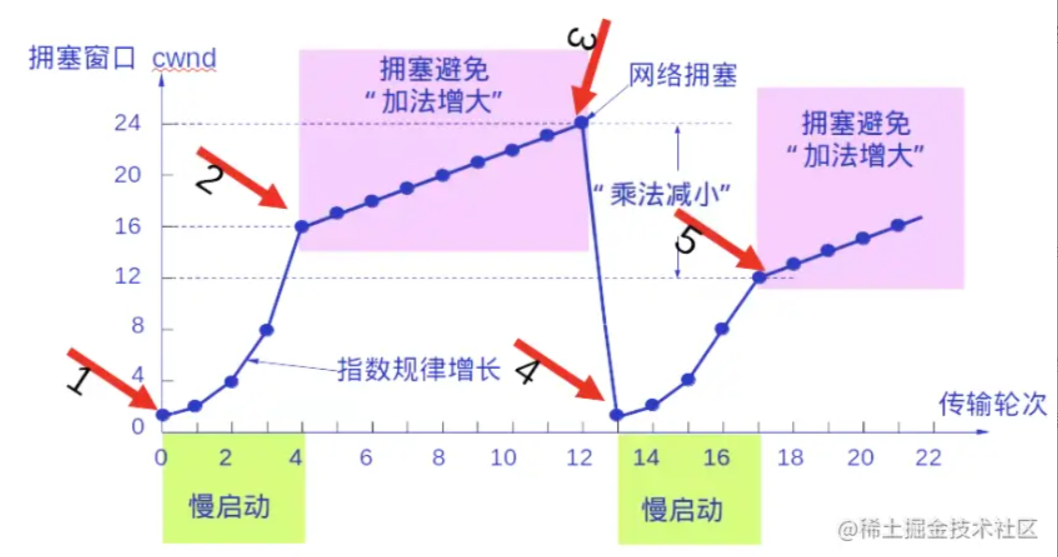 拥塞窗口 cwnd
拥塞避免
“加法增大”
3
网络拥塞
拥塞避免
“加法增大”
24
20
16
12
8
4
0
2
“乘法减小”
5
1
指数规律增长
4
传输轮次
0 2 4 6 8 10 12 14 16 18 20 22
慢启动
慢启动
@稀土掘金技术社区